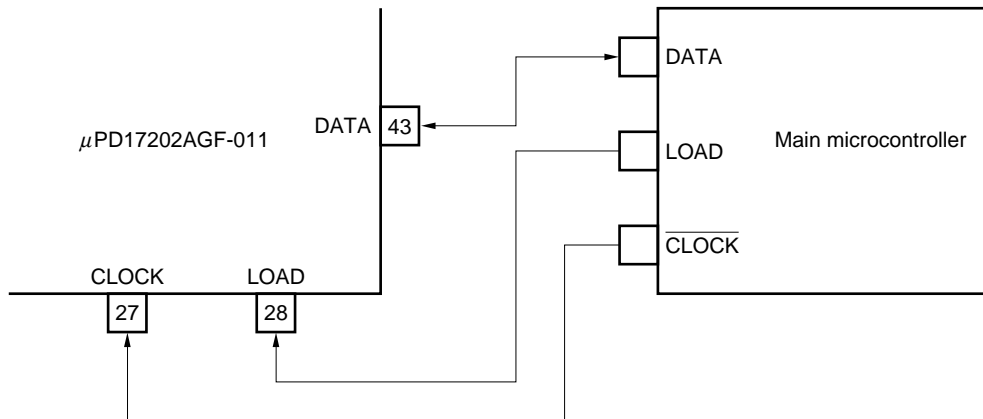 DATA
DATA
43
μPD17202AGF-011
Main microcontroller
LOAD
CLOCK
CLOCK
LOAD
27
28